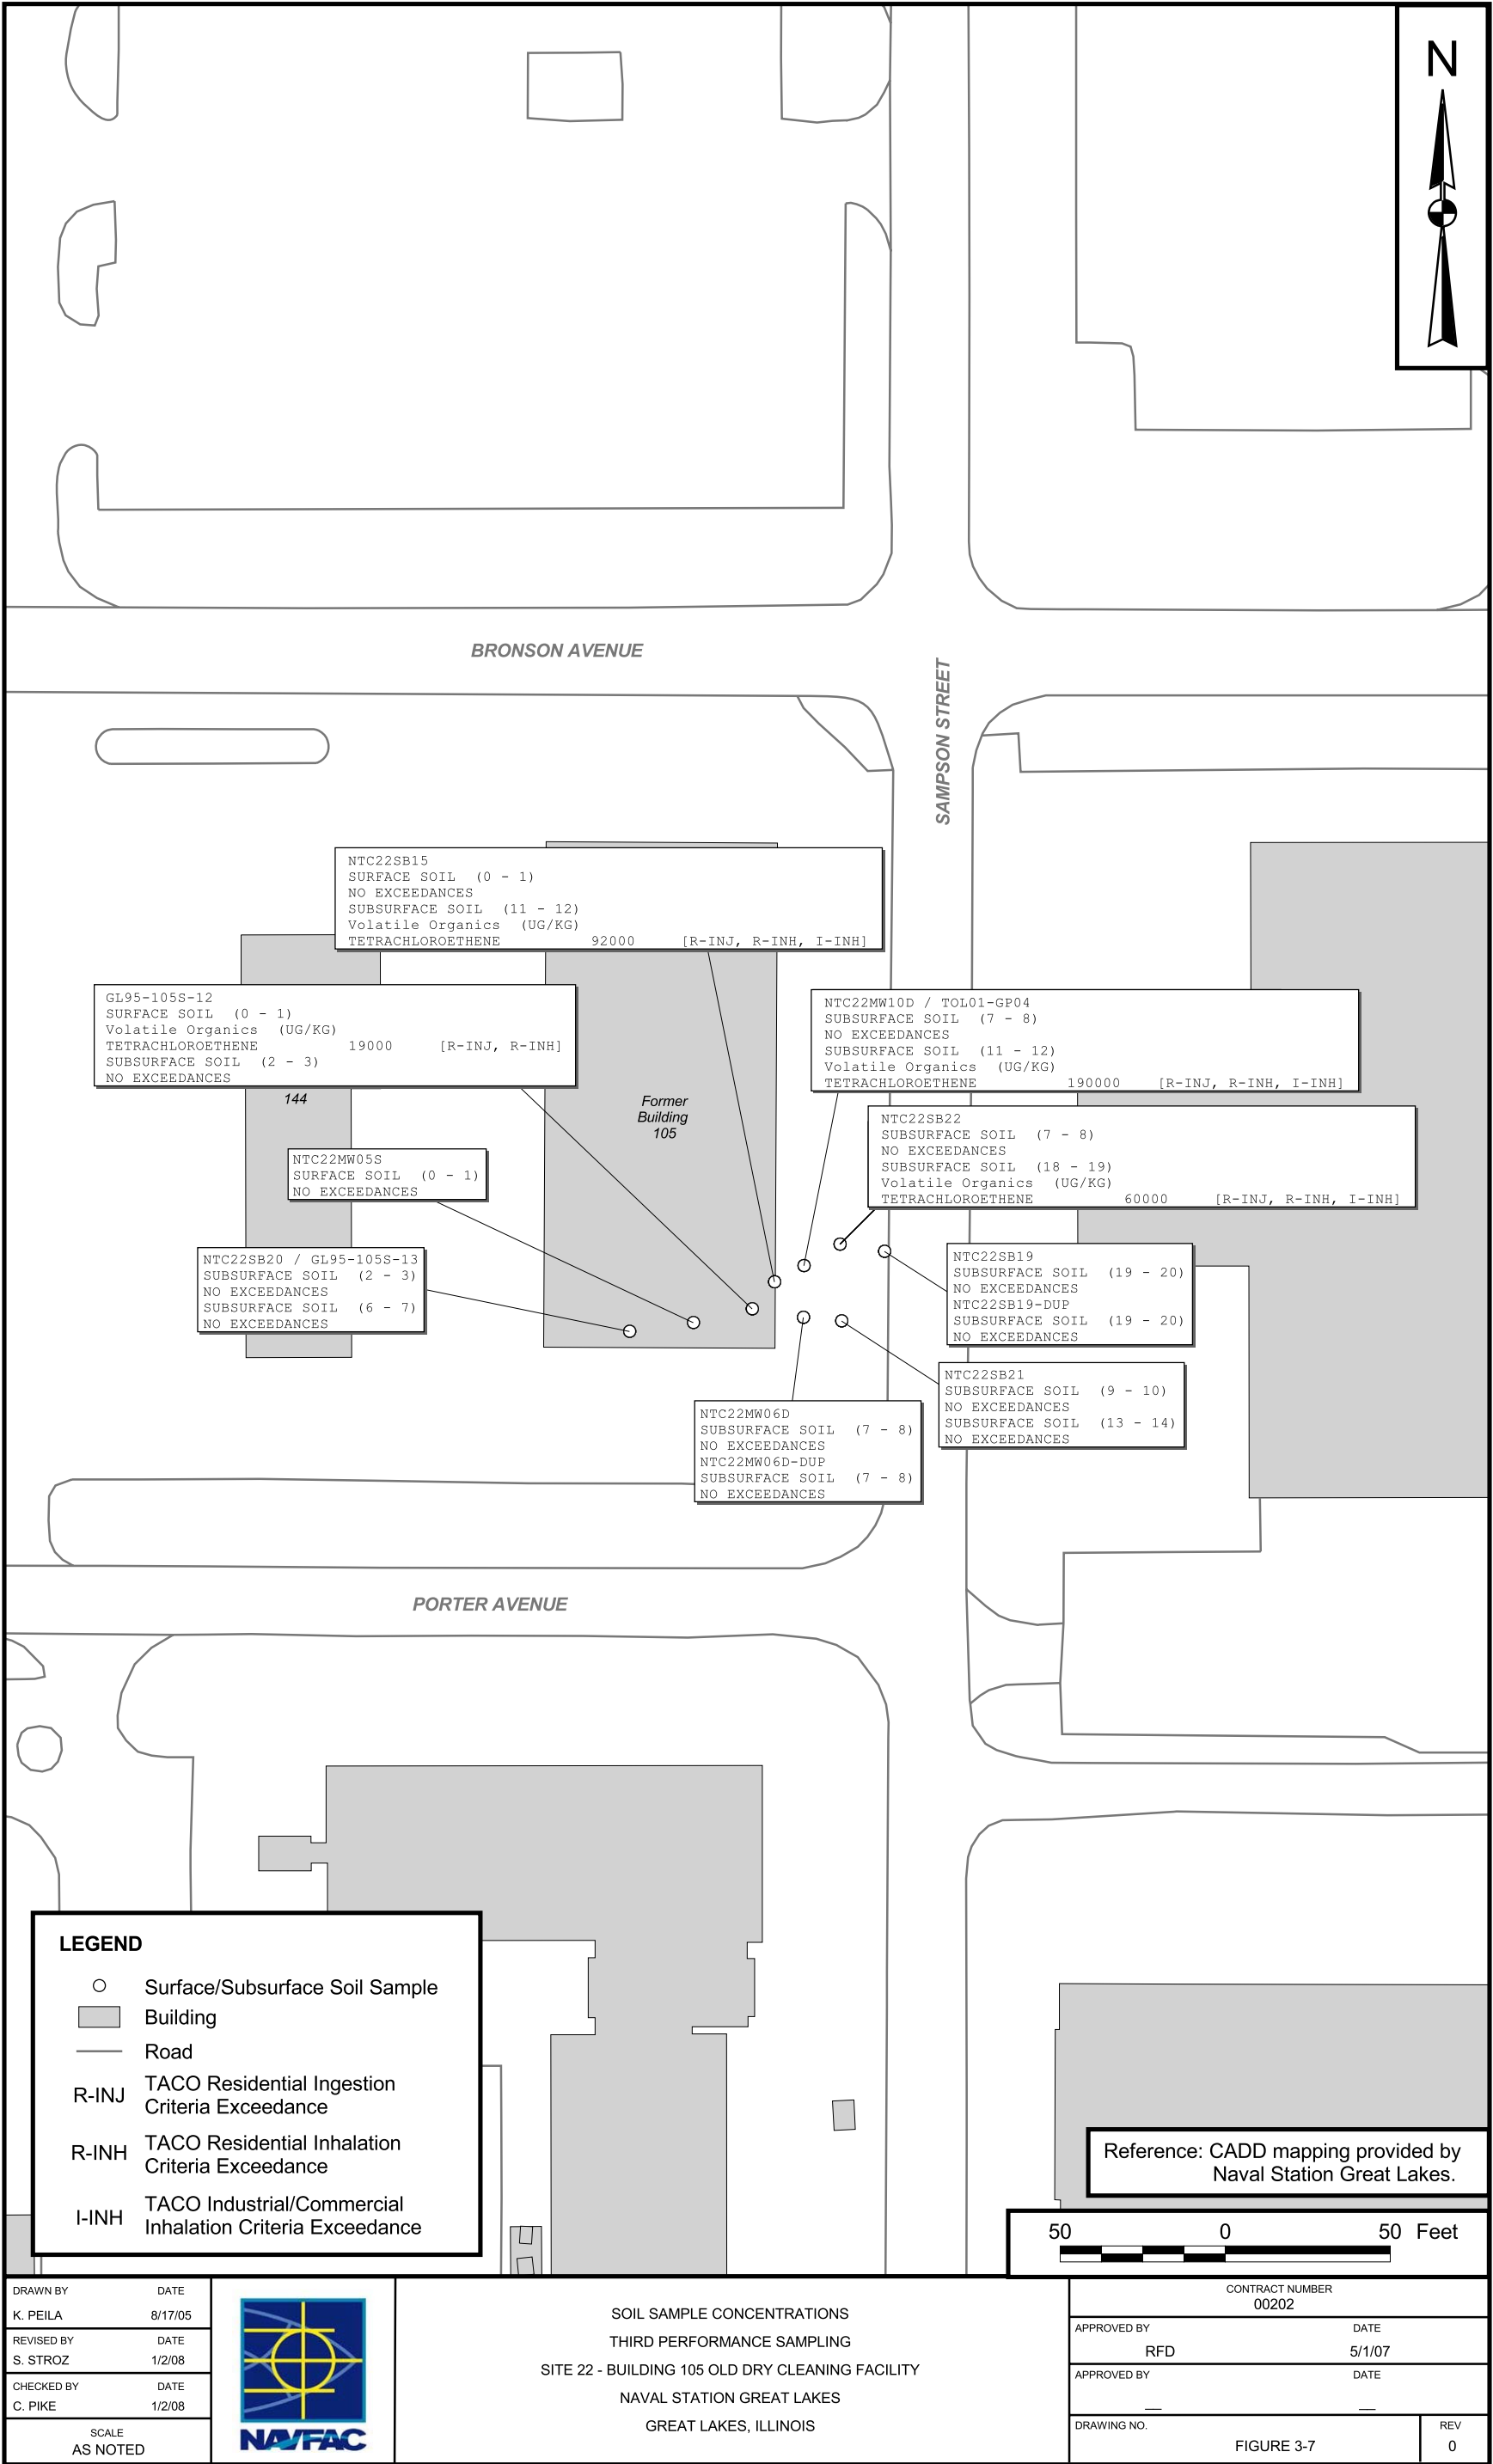 N
BRONSON AVENUE
SAMPSON STREET
NTC22SB15
SURFACE SOIL (0 - 1)
NO EXCEEDANCES
SUBSURFACE SOIL (11 - 12)
Volatile Organics (UG/KG)
TETRACHLOROETHENE 92000 [R-INJ, R-INH, I-INH]
GL95-105S-12
SURFACE SOIL (0 - 1)
Volatile Organics (UG/KG)
TETRACHLOROETHENE 19000 [R-INJ, R-INH]
SUBSURFACE SOIL (2 - 3)
NO EXCEEDANCES
NTC22MW10D / TOL01-GP04
SUBSURFACE SOIL (7 - 8)
NO EXCEEDANCES
SUBSURFACE SOIL (11 - 12)
Volatile Organics (UG/KG)
TETRACHLOROETHENE 190000 [R-INJ, R-INH, I-INH]
144
Former
Building
105
NTC22SB22
SUBSURFACE SOIL (7 - 8)
NO EXCEEDANCES
SUBSURFACE SOIL (18 - 19)
Volatile Organics (UG/KG)
TETRACHLOROETHENE 60000 [R-INJ, R-INH, I-INH]
NTC22MW05S
SURFACE SOIL (0 - 1)
NO EXCEEDANCES
NTC22SB20 / GL95-105S-13
SUBSURFACE SOIL (2 - 3)
NO EXCEEDANCES
SUBSURFACE SOIL (6 - 7)
NO EXCEEDANCES
NTC22SB19
SUBSURFACE SOIL (19 - 20)
NO EXCEEDANCES
NTC22SB19-DUP
SUBSURFACE SOIL (19 - 20)
NO EXCEEDANCES
NTC22SB21
SUBSURFACE SOIL (9 - 10)
NO EXCEEDANCES
SUBSURFACE SOIL (13 - 14)
NO EXCEEDANCES
NTC22MW06D
SUBSURFACE SOIL (7 - 8)
NO EXCEEDANCES
NTC22MW06D-DUP
SUBSURFACE SOIL (7 - 8)
NO EXCEEDANCES
PORTER AVENUE
LEGEND
Surface/Subsurface Soil Sample
Building
Road
R-INJ TACO Residential Ingestion
Criteria Exceedance
R-INH TACO Residential Inhalation
Criteria Exceedance
I-INH TACO Industrial/Commercial
Inhalation Criteria Exceedance
Reference: CADD mapping provided by
Naval Station Great Lakes.
50 0 50 Feet
DRAWN BY DATE
K. PEILA 8/17/05
REVISED BY DATE
S. STROZ 1/2/08
CHECKED BY DATE
C. PIKE 1/2/08
SCALE
AS NOTED
NAVFAC
SOIL SAMPLE CONCENTRATIONS
THIRD PERFORMANCE SAMPLING
SITE 22 - BUILDING 105 OLD DRY CLEANING FACILITY
NAVAL STATION GREAT LAKES
GREAT LAKES, ILLINOIS
CONTRACT NUMBER
00202
APPROVED BY DATE
RFD 5/1/07
APPROVED BY DATE
— —
DRAWING NO. REV
FIGURE 3-7 0